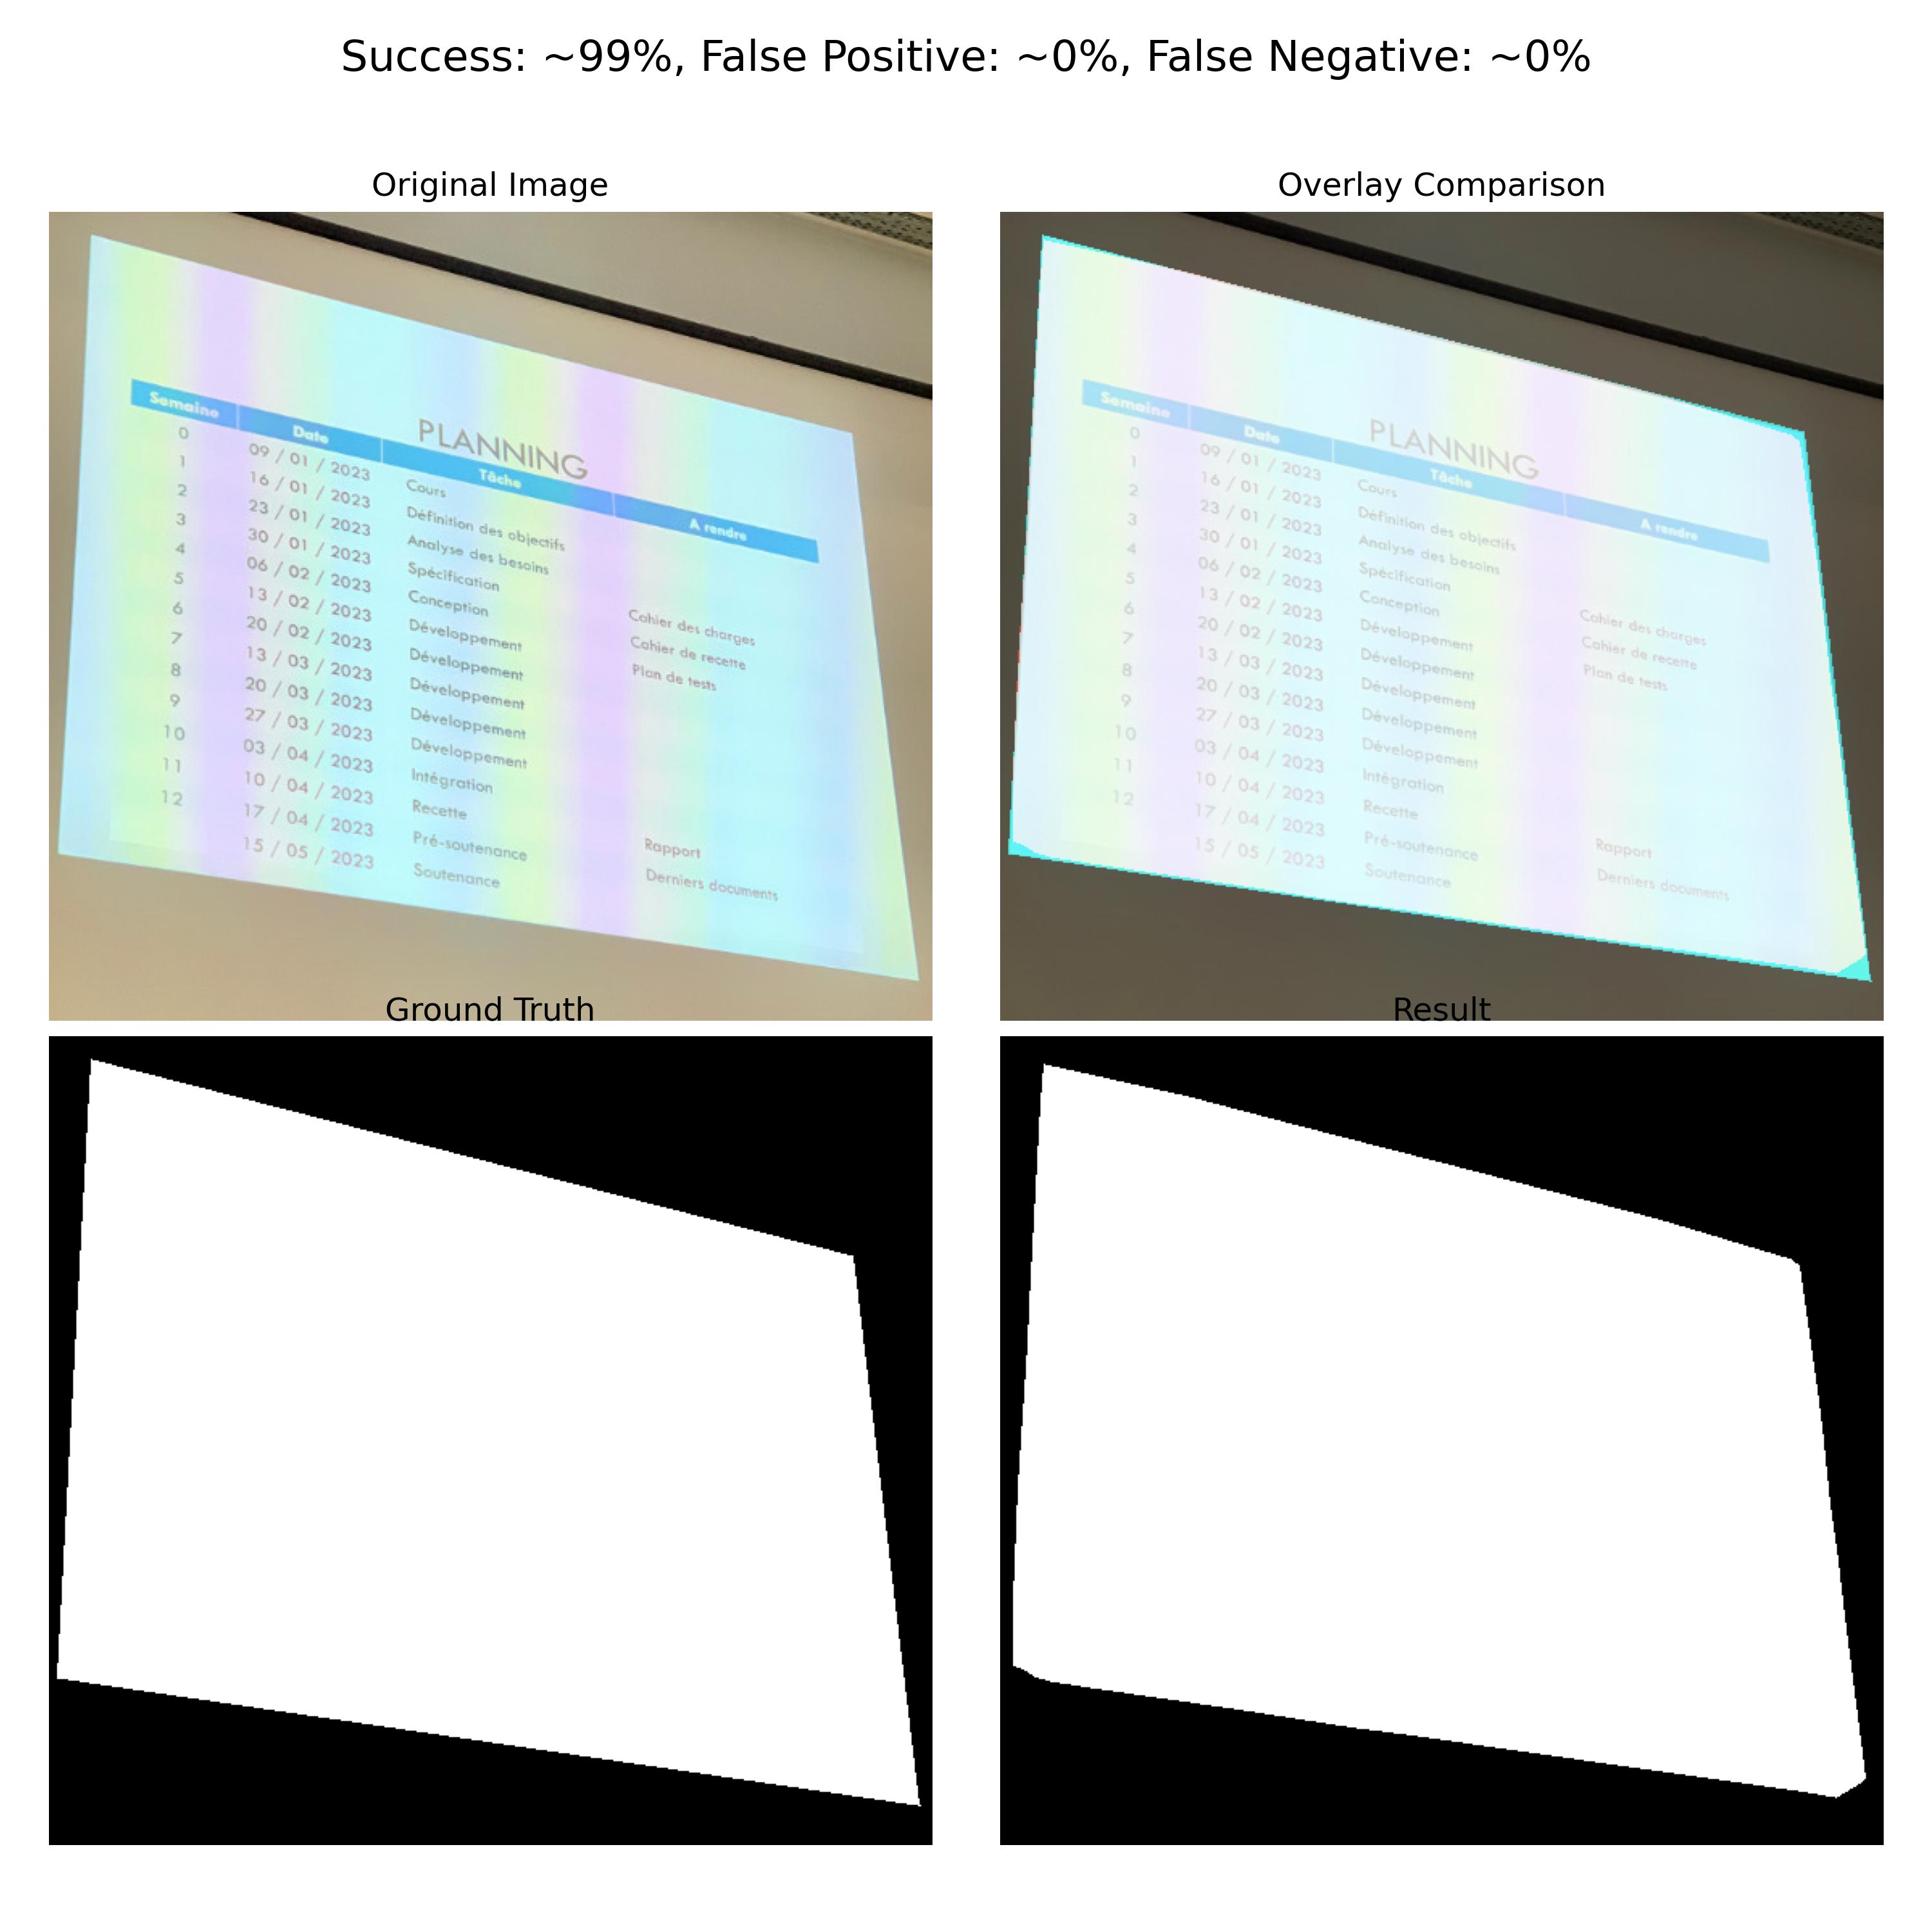 Success: ~99%, False Positive: ~0%, False Negative: ~0%
Original Image
Overlay Comparison
PLANNING
Semaine Date Tâche A rendre
0 09 / 01 / 2023 Cours
1 16 / 01 / 2023 Définition des objectifs
2 23 / 01 / 2023 Analyse des besoins
3 30 / 01 / 2023 Spécification
4 06 / 02 / 2023 Conception Cahier des charges
5 13 / 02 / 2023 Développement Cahier de recette
6 20 / 02 / 2023 Développement Plan de tests
7 13 / 03 / 2023 Développement
8 20 / 03 / 2023 Développement
9 27 / 03 / 2023 Développement
10 03 / 04 / 2023 Intégration
11 10 / 04 / 2023 Recette
12 17 / 04 / 2023 Pré-soutenance Rapport
15 / 05 / 2023 Soutenance Derniers documents
PLANNING
Semaine Date Tâche A rendre
0 09 / 01 / 2023 Cours
1 16 / 01 / 2023 Définition des objectifs
2 23 / 01 / 2023 Analyse des besoins
3 30 / 01 / 2023 Spécification
4 06 / 02 / 2023 Conception Cahier des charges
5 13 / 02 / 2023 Développement Cahier de recette
6 20 / 02 / 2023 Développement Plan de tests
7 13 / 03 / 2023 Développement
8 20 / 03 / 2023 Développement
9 27 / 03 / 2023 Développement
10 03 / 04 / 2023 Intégration
11 10 / 04 / 2023 Recette
12 17 / 04 / 2023 Pré-soutenance Rapport
15 / 05 / 2023 Soutenance Derniers documents
Ground Truth
Result